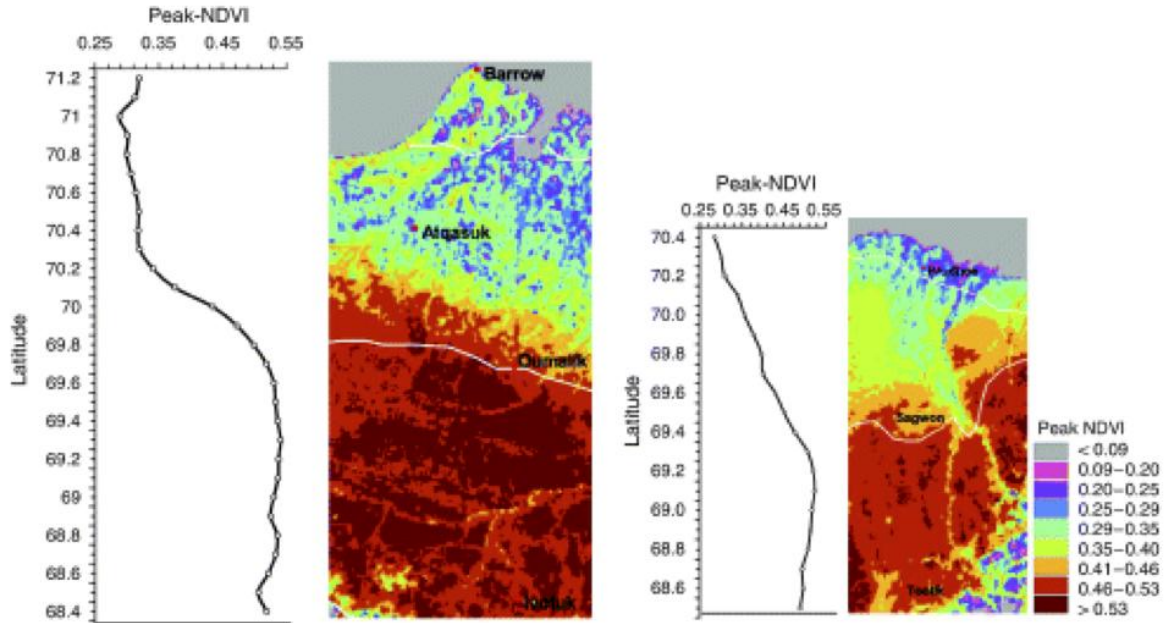 Peak-NDVI
0.25 0.35 0.45 0.55
71.2
71
70.8
70.6
70.4
70.2
70
69.8
69.6
69.4
69.2
69
68.8
68.6
68.4
Latitude
Barrow
Atqasuk
Oumalik
Peak-NDVI
0.25 0.35 0.45 0.55
70.4
70.2
70.0
69.8
69.6
69.4
69.2
69.0
68.8
68.6
Latitude
Sagwon
Toolik
Peak NDVI
< 0.09
0.09–0.20
0.20–0.25
0.25–0.29
0.29–0.35
0.35–0.40
0.41–0.46
0.46–0.53
> 0.53